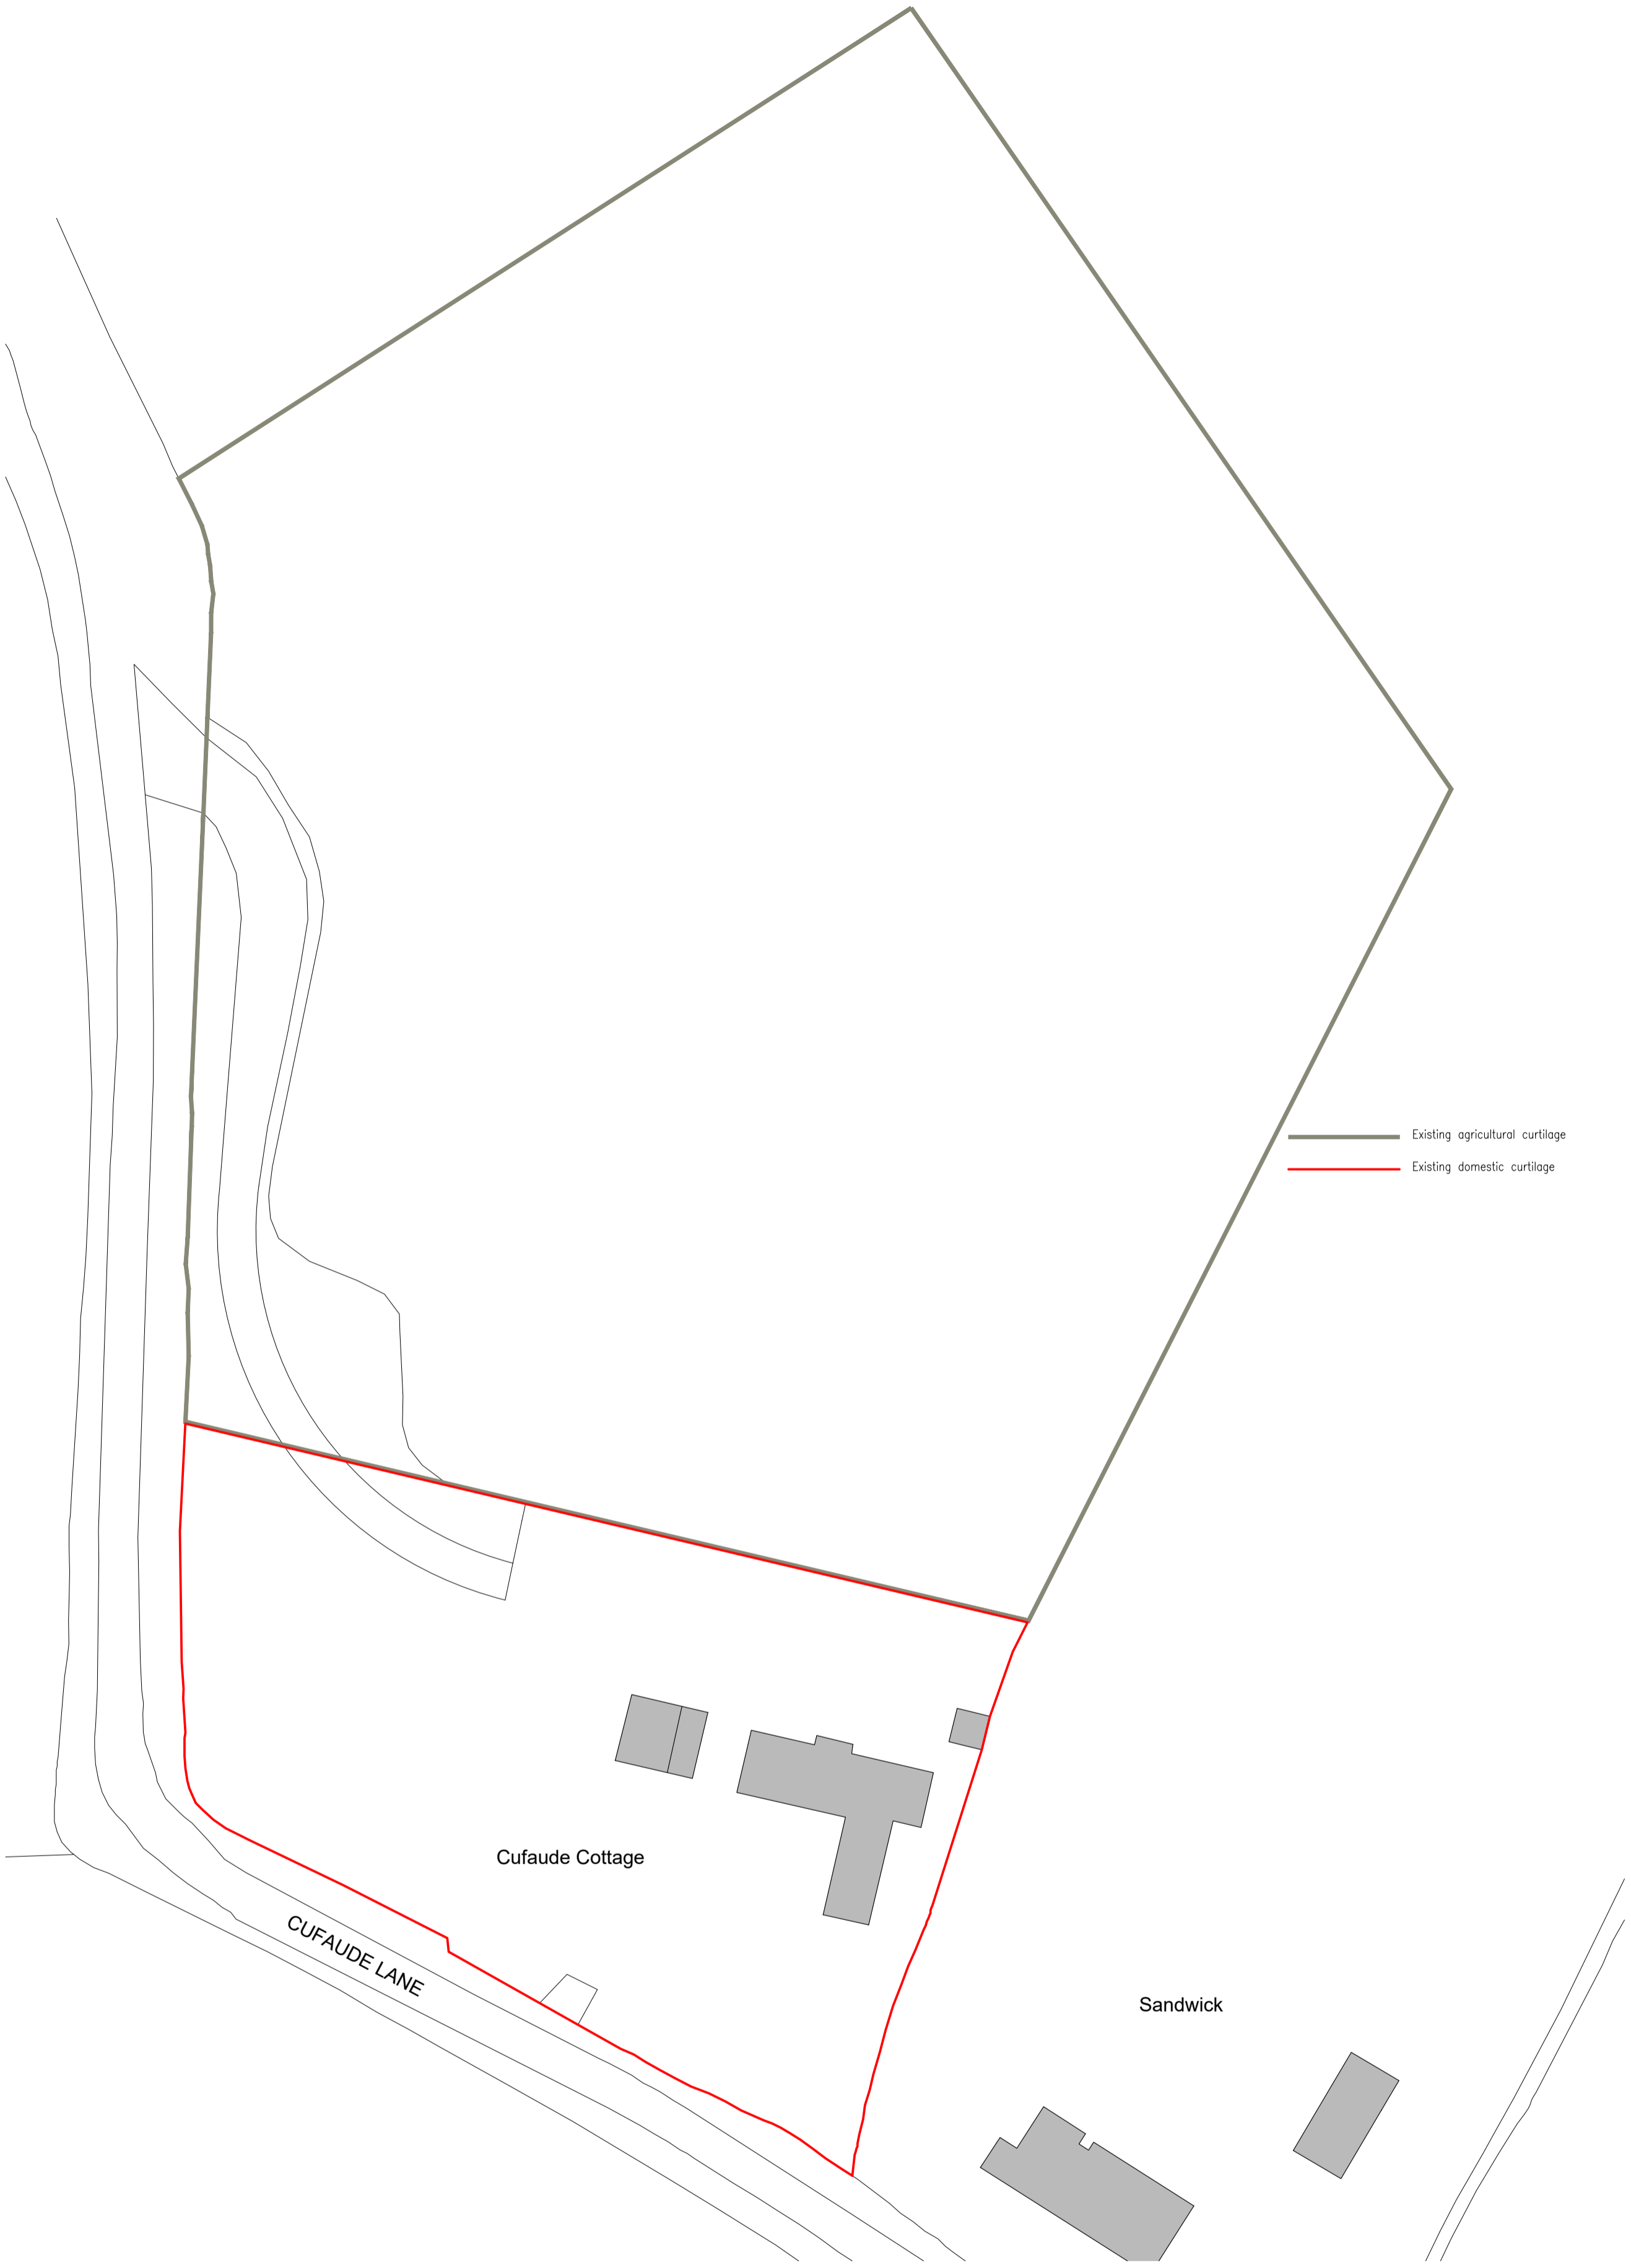 Existing agricultural curtilage
Existing domestic curtilage
Cufaude Cottage
CUFAUDE LANE
Sandwick